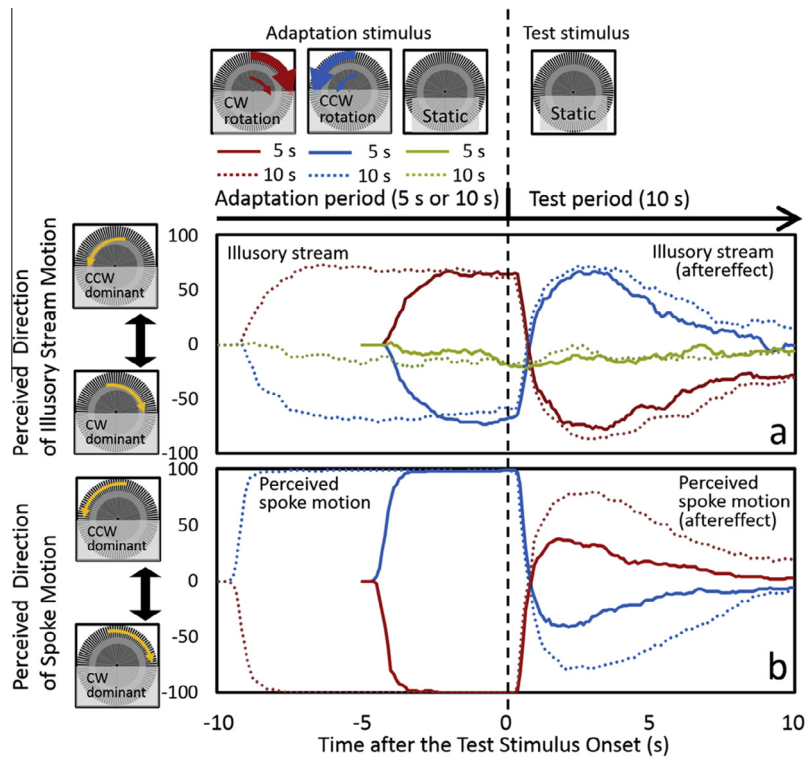 Adaptation stimulus
Test stimulus
CW
rotation
CCW
rotation
Static
Static
5 s
5 s
5 s
10 s
10 s
10 s
Adaptation period (5 s or 10 s)
Test period (10 s)
Perceived Direction
of Illusory Stream Motion
CCW
dominant
CW
dominant
100
50
0
-50
-100
Illusory stream
Illusory stream
(aftereffect)
a
Perceived Direction
of Spoke Motion
CCW
dominant
CW
dominant
100
50
0
-50
-100
Perceived
spoke motion
Perceived
spoke motion
(aftereffect)
b
-10
-5
0
5
10
Time after the Test Stimulus Onset (s)